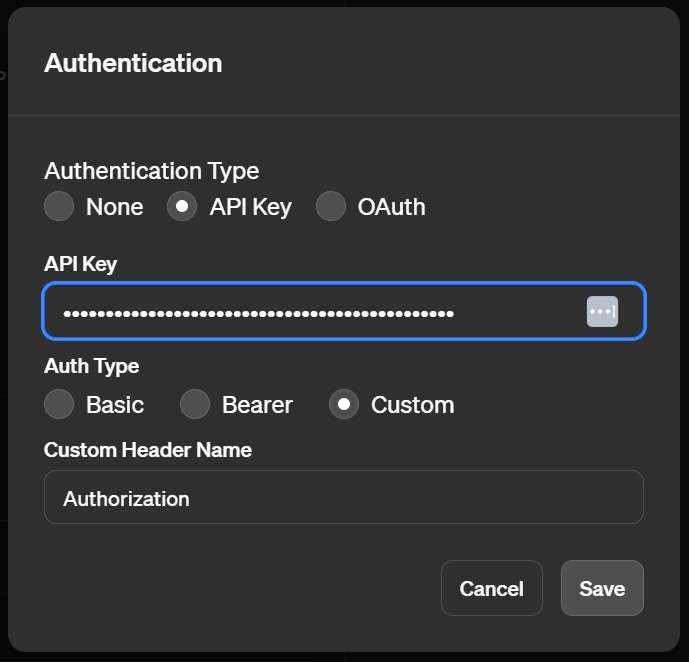 Authentication
Authentication Type
None API Key OAuth
API Key
••••••••••••••••••••••••••••••••••••••••••••••
Auth Type
Basic Bearer Custom
Custom Header Name
Authorization
Cancel Save